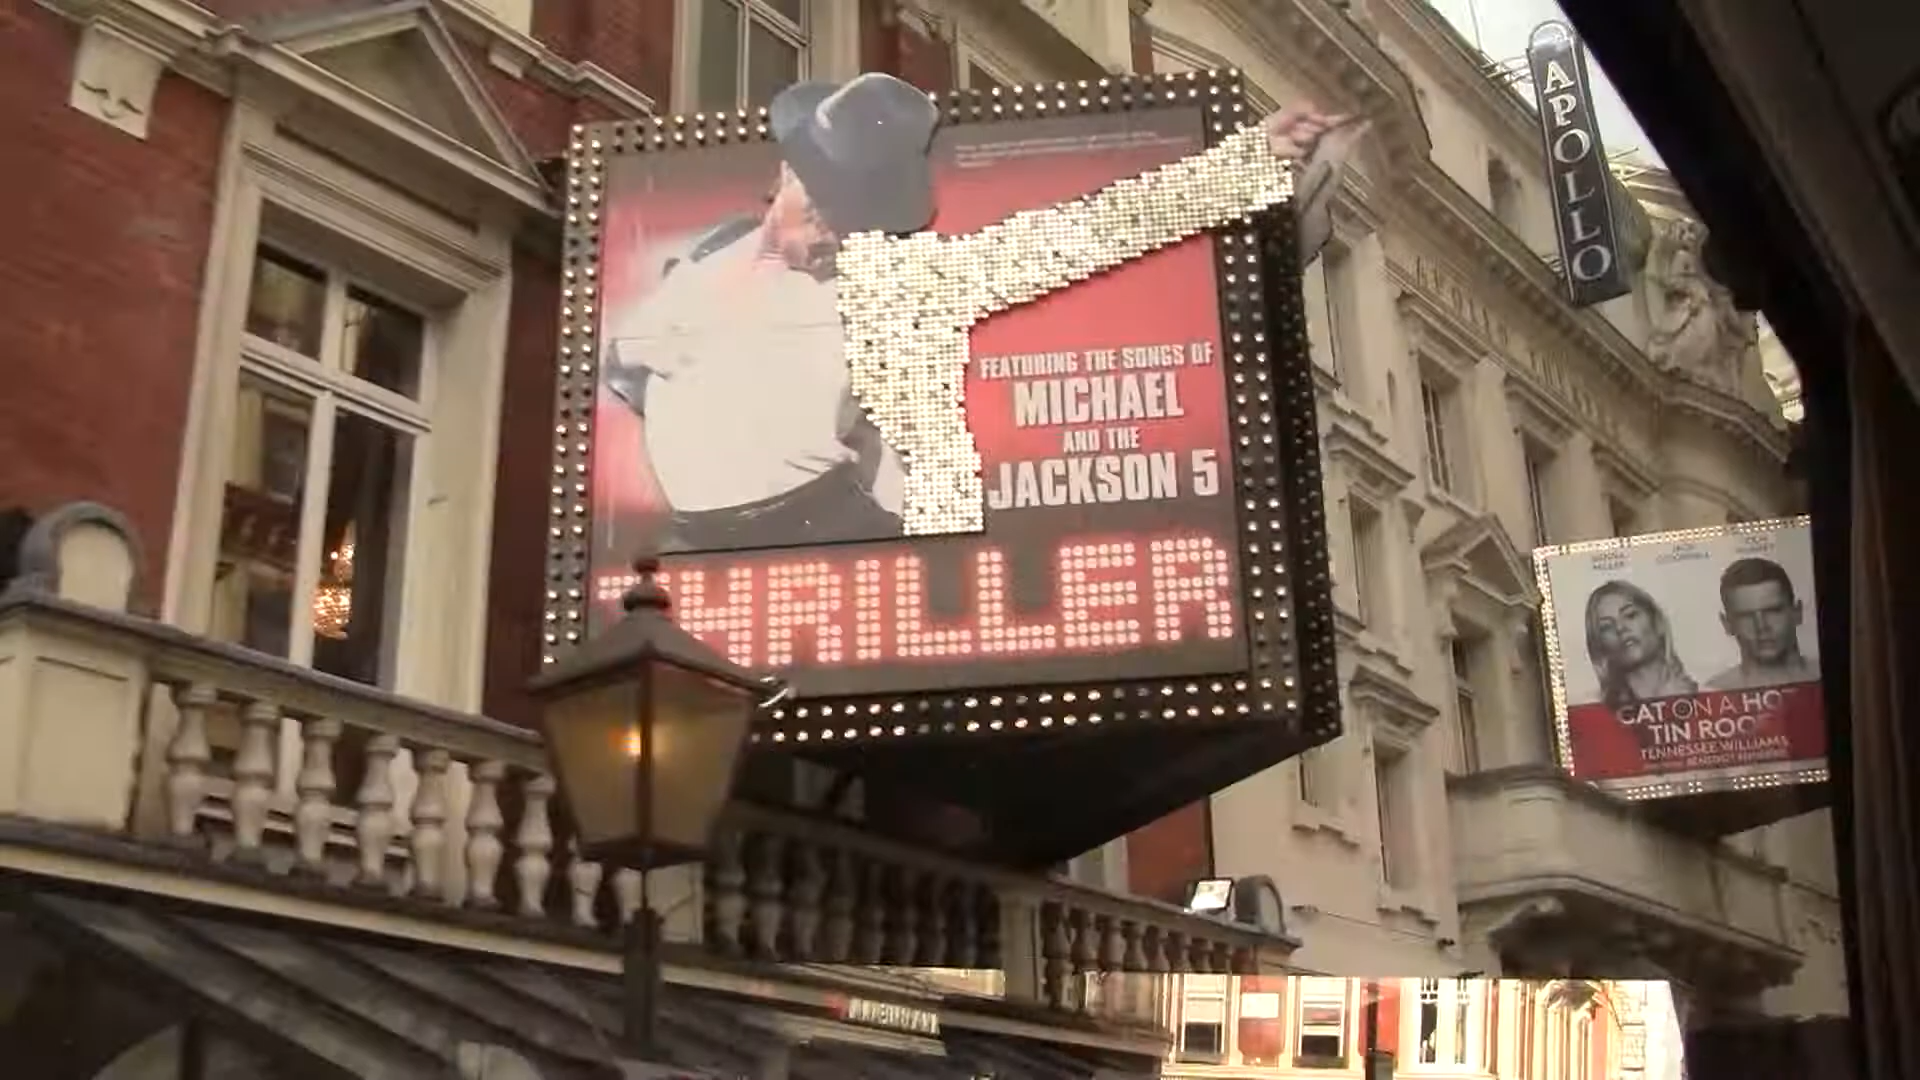 APOLLO
FEATURING THE SONGS OF
MICHAEL
AND THE
JACKSON 5
THRILLER
CAT ON A HOT
TIN ROOF
TENNESSEE WILLIAMS